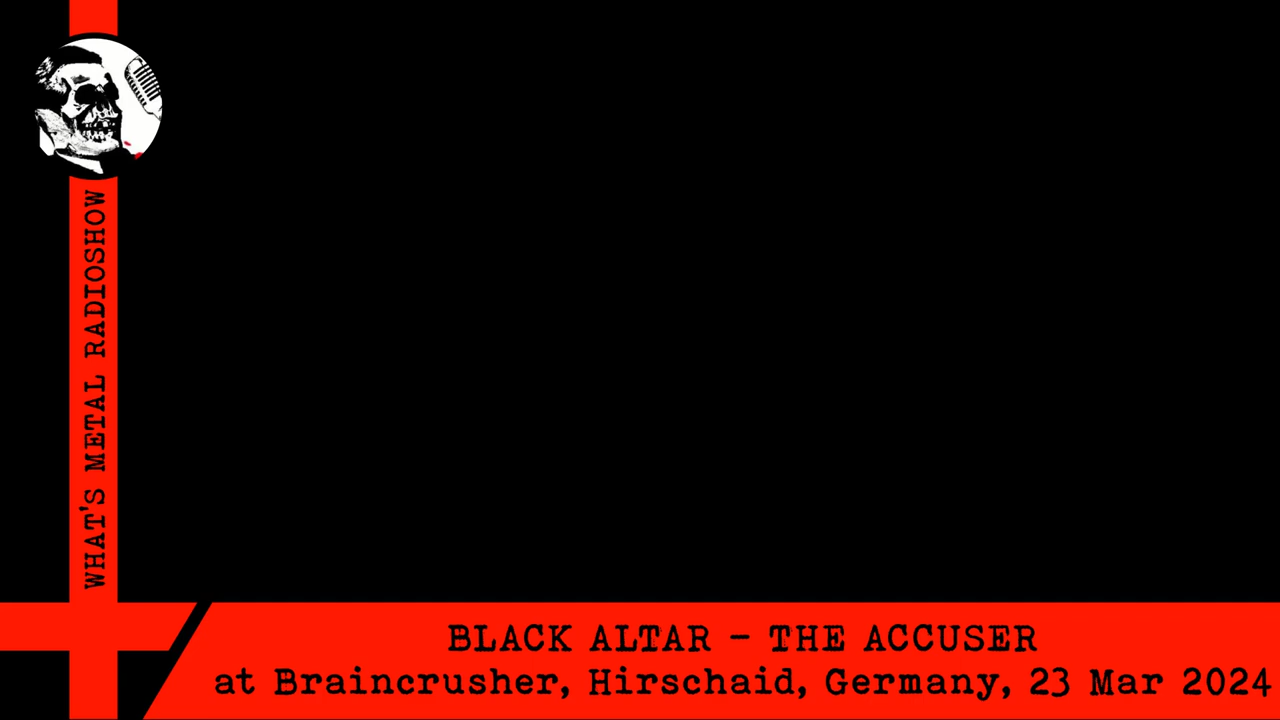 WHAT'S METAL RADIOSHOW
BLACK ALTAR - THE ACCUSER
at Braincrusher, Hirschaid, Germany, 23 Mar 2024